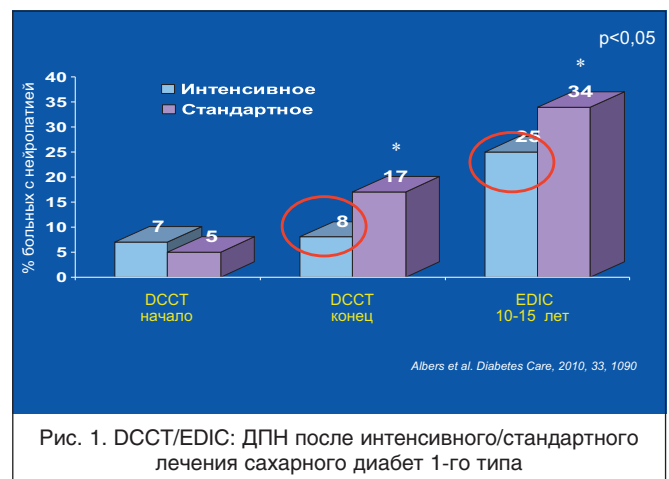 p<0,05
40
35
30
25
20
15
10
5
0
% больных с нейропатией
Интенсивное
Стандартное
7
5
8
17
*
25
34
*
DCCT
начало
DCCT
конец
EDIC
10-15 лет
Albers et al. Diabetes Care, 2010, 33, 1090
Рис. 1. DCCT/EDIC: ДПН после интенсивного/стандартного
лечения сахарного диабет 1-го типа